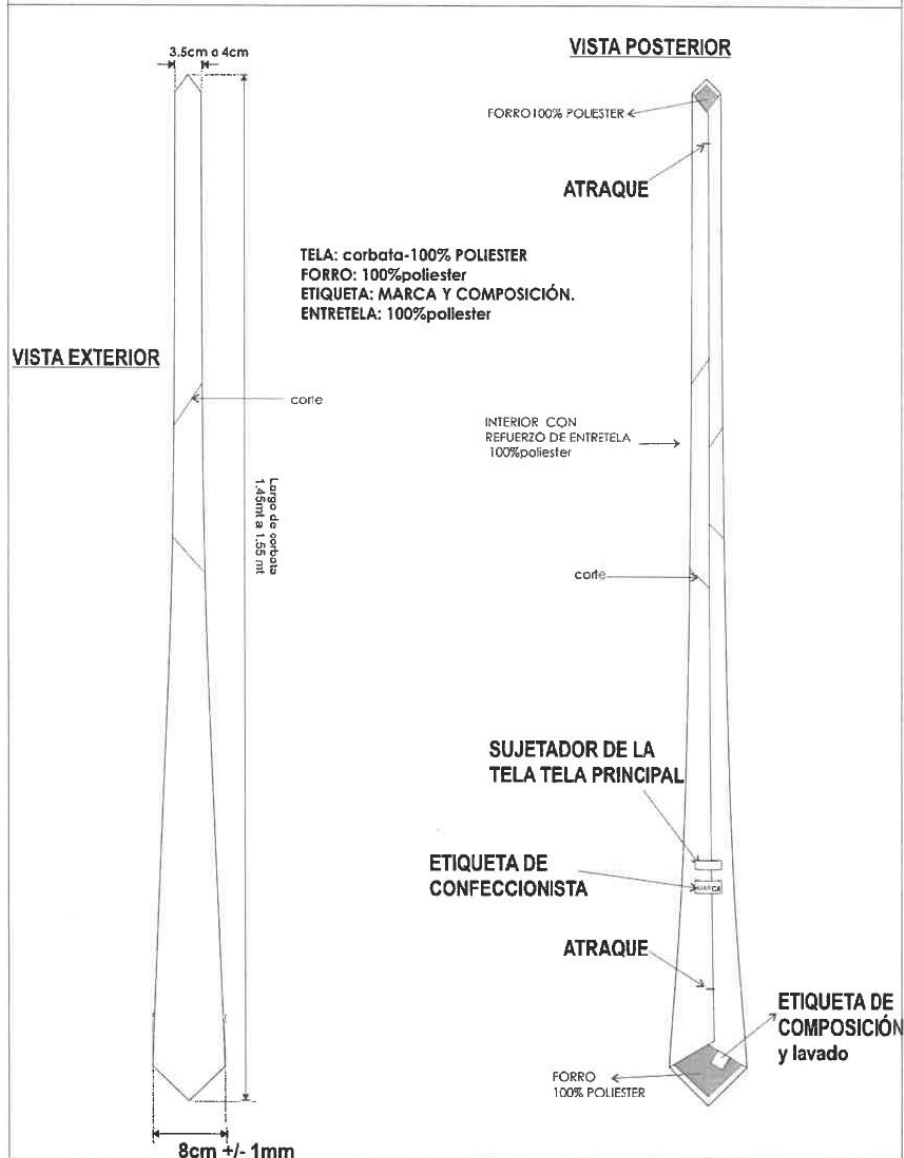 3.5cm a 4cm
VISTA POSTERIOR
FORRO100% POLIESTER
ATRAQUE
TELA: corbata-100% POLIESTER
FORRO: 100%poliester
ETIQUETA: MARCA Y COMPOSICIÓN.
ENTRETELA: 100%poliester
VISTA EXTERIOR
corte
INTERIOR CON
REFUERZO DE ENTRETELA
100%poliester
Largo de corbata
1.45mt a 1.55 mt
corte
SUJETADOR DE LA
TELA TELA PRINCIPAL
ETIQUETA DE
CONFECCIONISTA
MARCA
ATRAQUE
ETIQUETA DE
COMPOSICIÓN
y lavado
FORRO
100% POLIESTER
8cm +/- 1mm